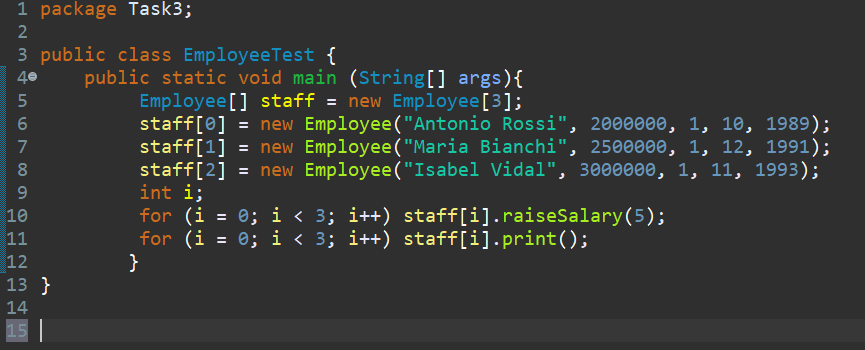 1 package Task3;
2
3 public class EmployeeTest {
4 public static void main (String[] args){
5 Employee[] staff = new Employee[3];
6 staff[0] = new Employee("Antonio Rossi", 2000000, 1, 10, 1989);
7 staff[1] = new Employee("Maria Bianchi", 2500000, 1, 12, 1991);
8 staff[2] = new Employee("Isabel Vidal", 3000000, 1, 11, 1993);
9 int i;
10 for (i = 0; i < 3; i++) staff[i].raiseSalary(5);
11 for (i = 0; i < 3; i++) staff[i].print();
12 }
13 }
14
15